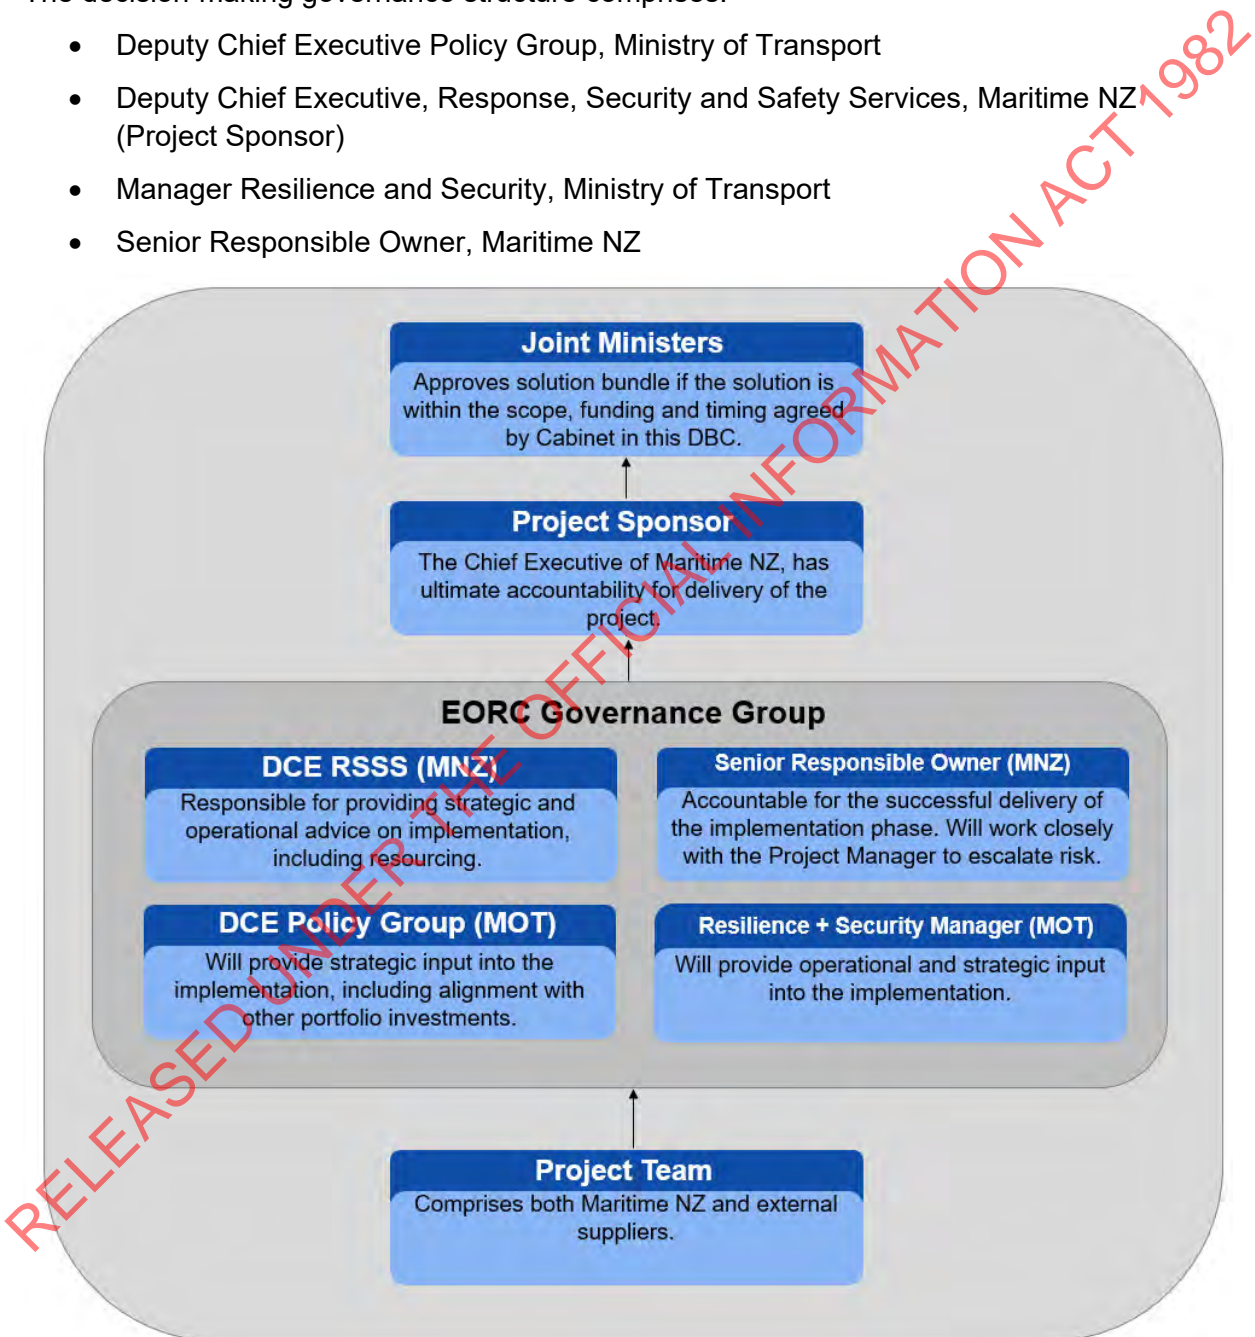 The decision-making governance structure comprises:
• Deputy Chief Executive Policy Group, Ministry of Transport
• Deputy Chief Executive, Response, Security and Safety Services, Maritime NZ
(Project Sponsor)
• Manager Resilience and Security, Ministry of Transport
• Senior Responsible Owner, Maritime NZ
Joint Ministers
Approves solution bundle if the solution is
within the scope, funding and timing agreed
by Cabinet in this DBC.
Project Sponsor
The Chief Executive of Maritime NZ, has
ultimate accountability for delivery of the
project.
EORC Governance Group
DCE RSSS (MNZ)
Responsible for providing strategic and
operational advice on implementation,
including resourcing.
Senior Responsible Owner (MNZ)
Accountable for the successful delivery of
the implementation phase. Will work closely
with the Project Manager to escalate risk.
DCE Policy Group (MOT)
Will provide strategic input into the
implementation, including alignment with
other portfolio investments.
Resilience + Security Manager (MOT)
Will provide operational and strategic input
into the implementation.
Project Team
Comprises both Maritime NZ and external
suppliers.
RELEASED UNDER THE OFFICIAL INFORMATION ACT 1982